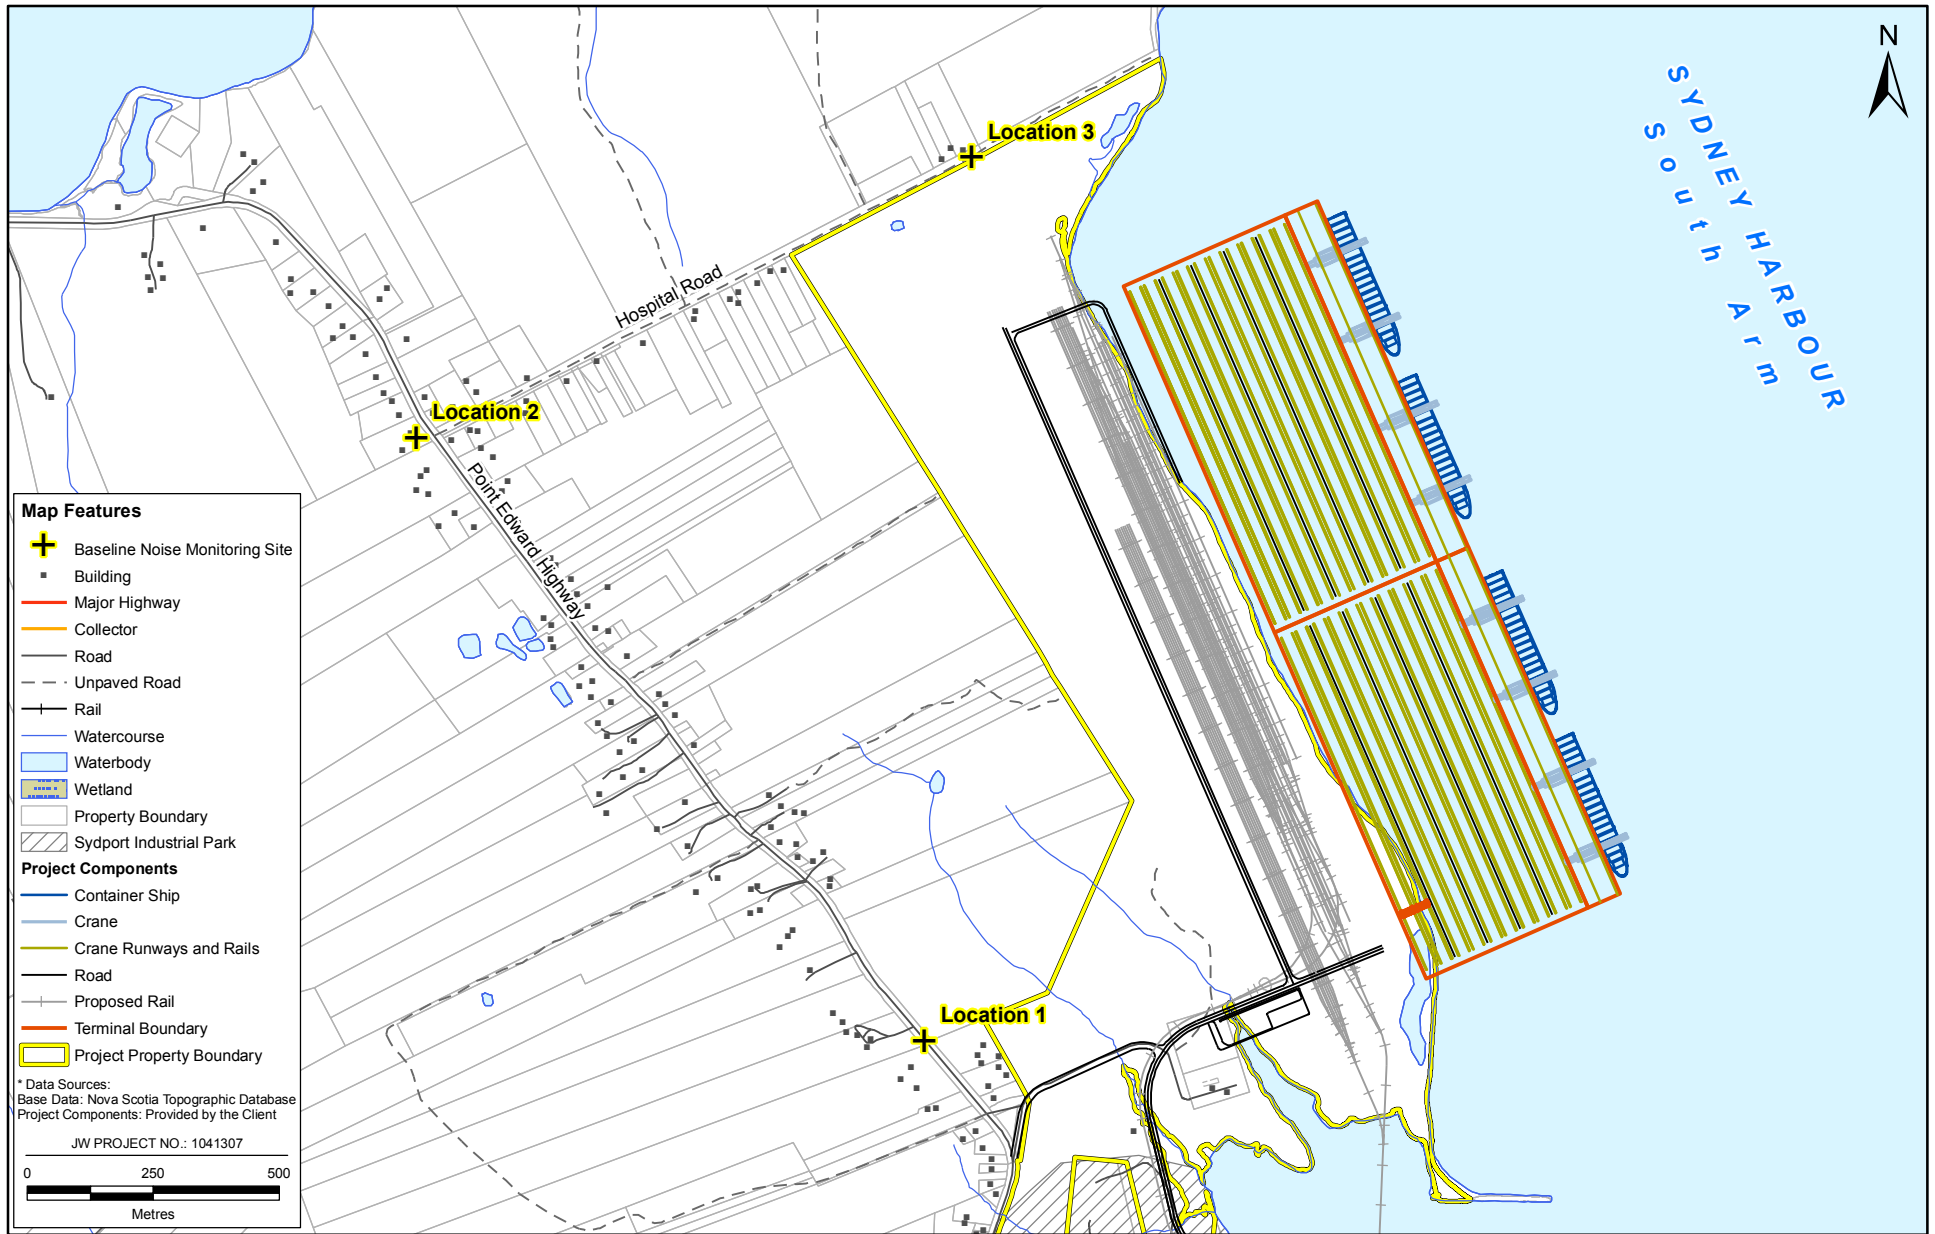 N
SYDNEY HARBOUR
South Arm
Location 3
Hospital Road
Location 2
Point Edward Highway
Location 1
Map Features
Baseline Noise Monitoring Site
Building
Major Highway
Collector
Road
Unpaved Road
Rail
Watercourse
Waterbody
Wetland
Property Boundary
Sydport Industrial Park
Project Components
Container Ship
Crane
Crane Runways and Rails
Road
Proposed Rail
Terminal Boundary
Project Property Boundary
* Data Sources:
Base Data: Nova Scotia Topographic Database
Project Components: Provided by the Client
JW PROJECT NO.: 1041307
0 250 500
Metres